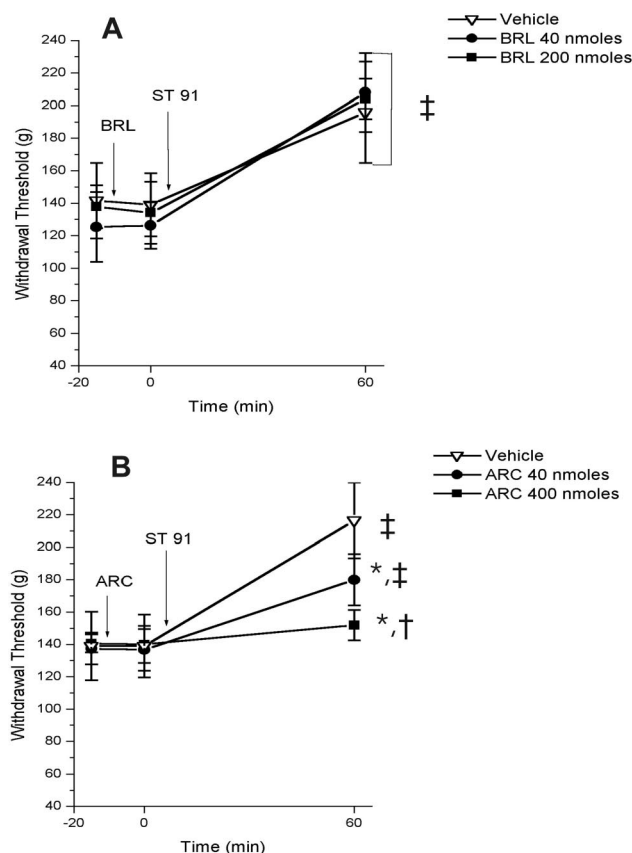 A
Vehicle
BRL 40 nmoles
BRL 200 nmoles
240
220
200
180
160
140
120
100
80
60
40
Withdrawal Threshold (g)
BRL
ST 91
‡
-20
0
60
Time (min)
B
Vehicle
ARC 40 nmoles
ARC 400 nmoles
240
220
200
180
160
140
120
100
80
60
40
Withdrawal Threshold (g)
ARC
ST 91
‡
*,‡
*,†
-20
0
60
Time (min)